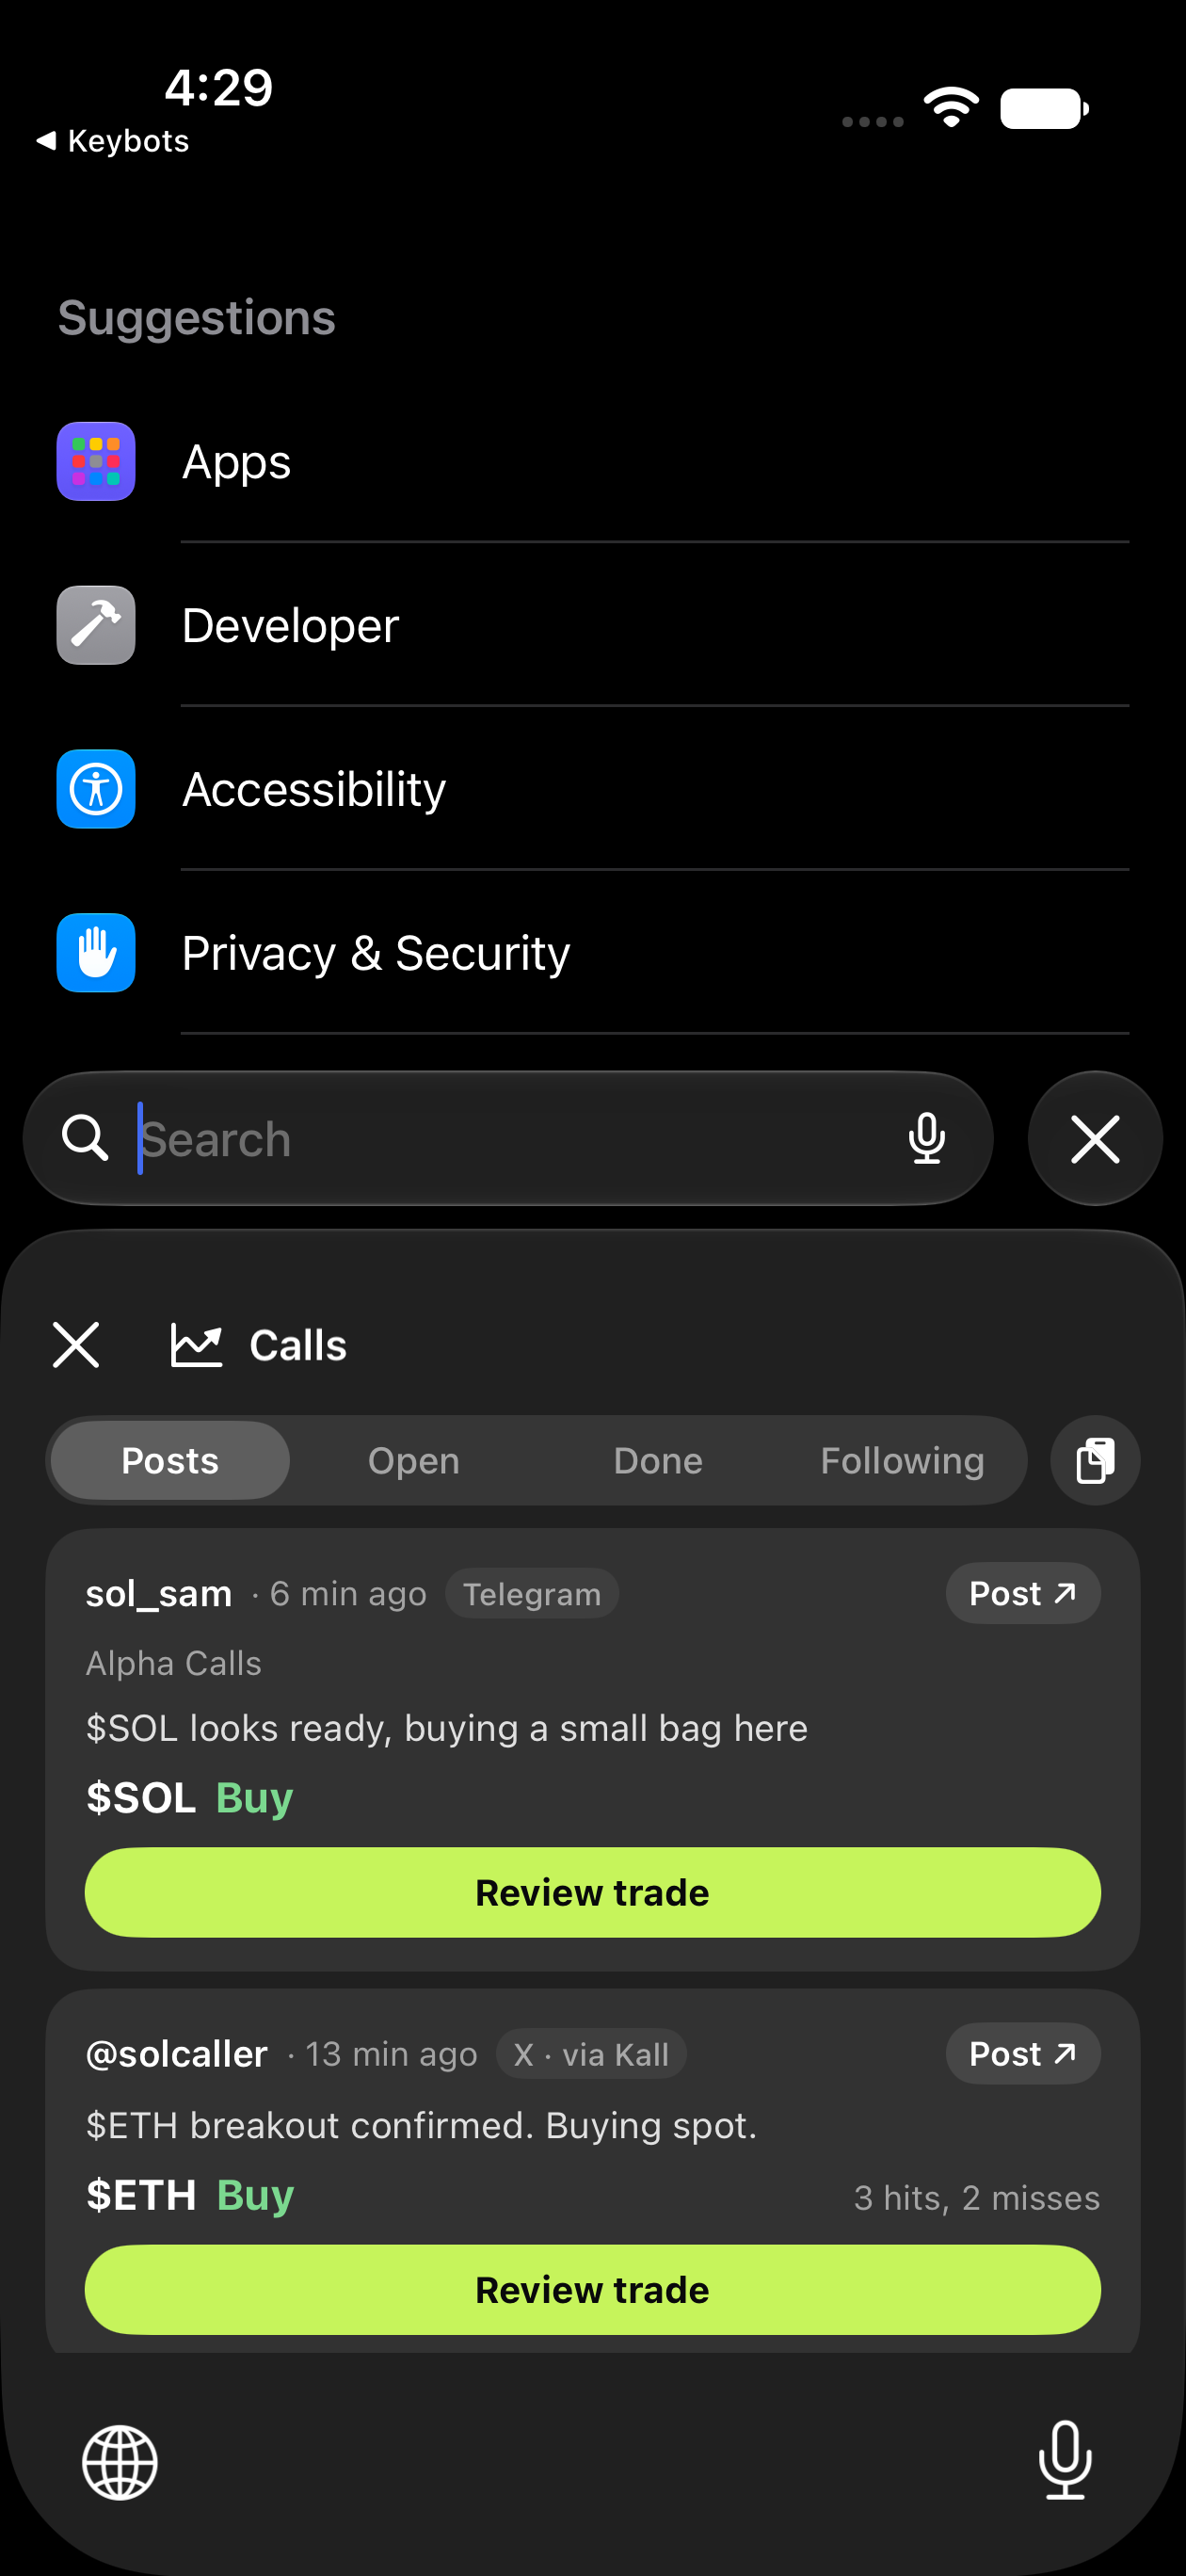 4:29
Keybots
Suggestions
Apps
Developer
Accessibility
Privacy & Security
Search
Calls
Posts Open Done Following
sol_sam · 6 min ago Telegram Post
Alpha Calls
$SOL looks ready, buying a small bag here
$SOL Buy
Review trade
@solcaller · 13 min ago X · via Kall Post
$ETH breakout confirmed. Buying spot.
$ETH Buy 3 hits, 2 misses
Review trade